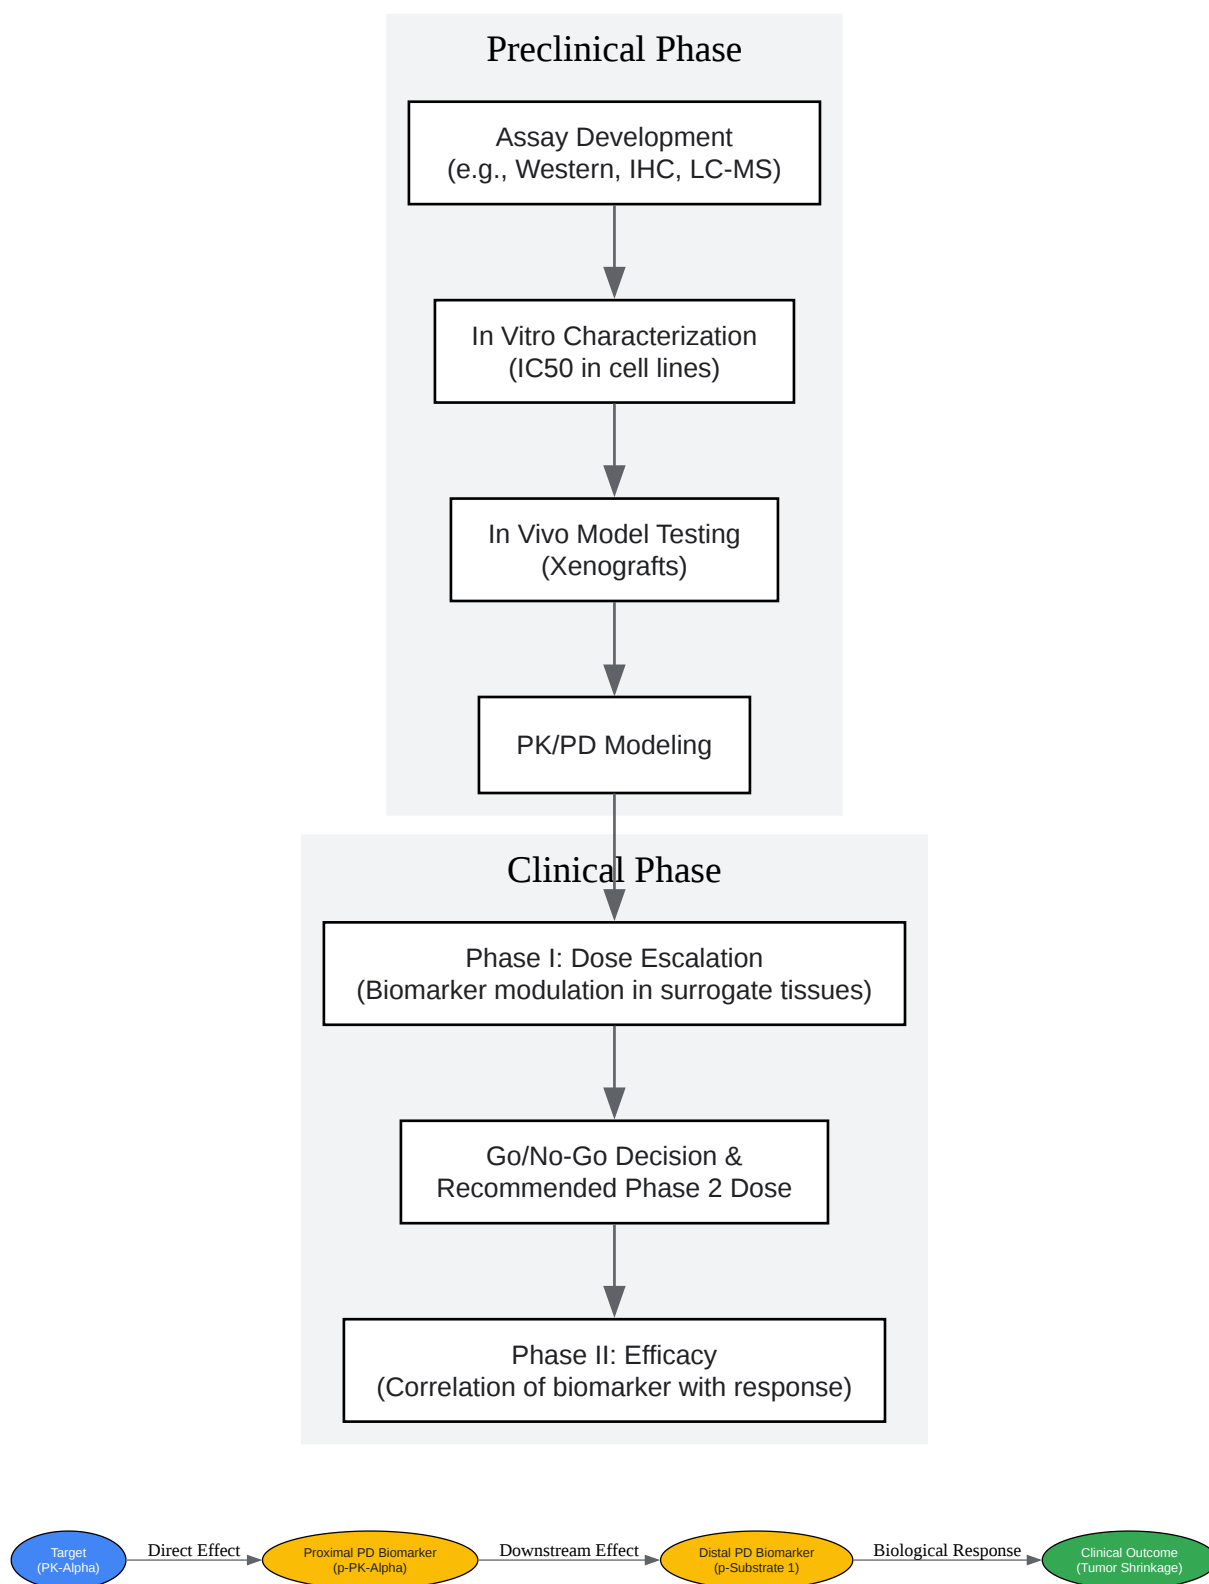 Preclinical Phase
Assay Development
(e.g., Western, IHC, LC-MS)
In Vitro Characterization
(IC50 in cell lines)
In Vivo Model Testing
(Xenografts)
PK/PD Modeling
Clinical Phase
Phase I: Dose Escalation
(Biomarker modulation in surrogate tissues)
Go/No-Go Decision &
Recommended Phase 2 Dose
Phase II: Efficacy
(Correlation of biomarker with response)
Target
(PK-Alpha)
Direct Effect
Proximal PD Biomarker
(p-PK-Alpha)
Downstream Effect
Distal PD Biomarker
(p-Substrate 1)
Biological Response
Clinical Outcome
(Tumor Shrinkage)